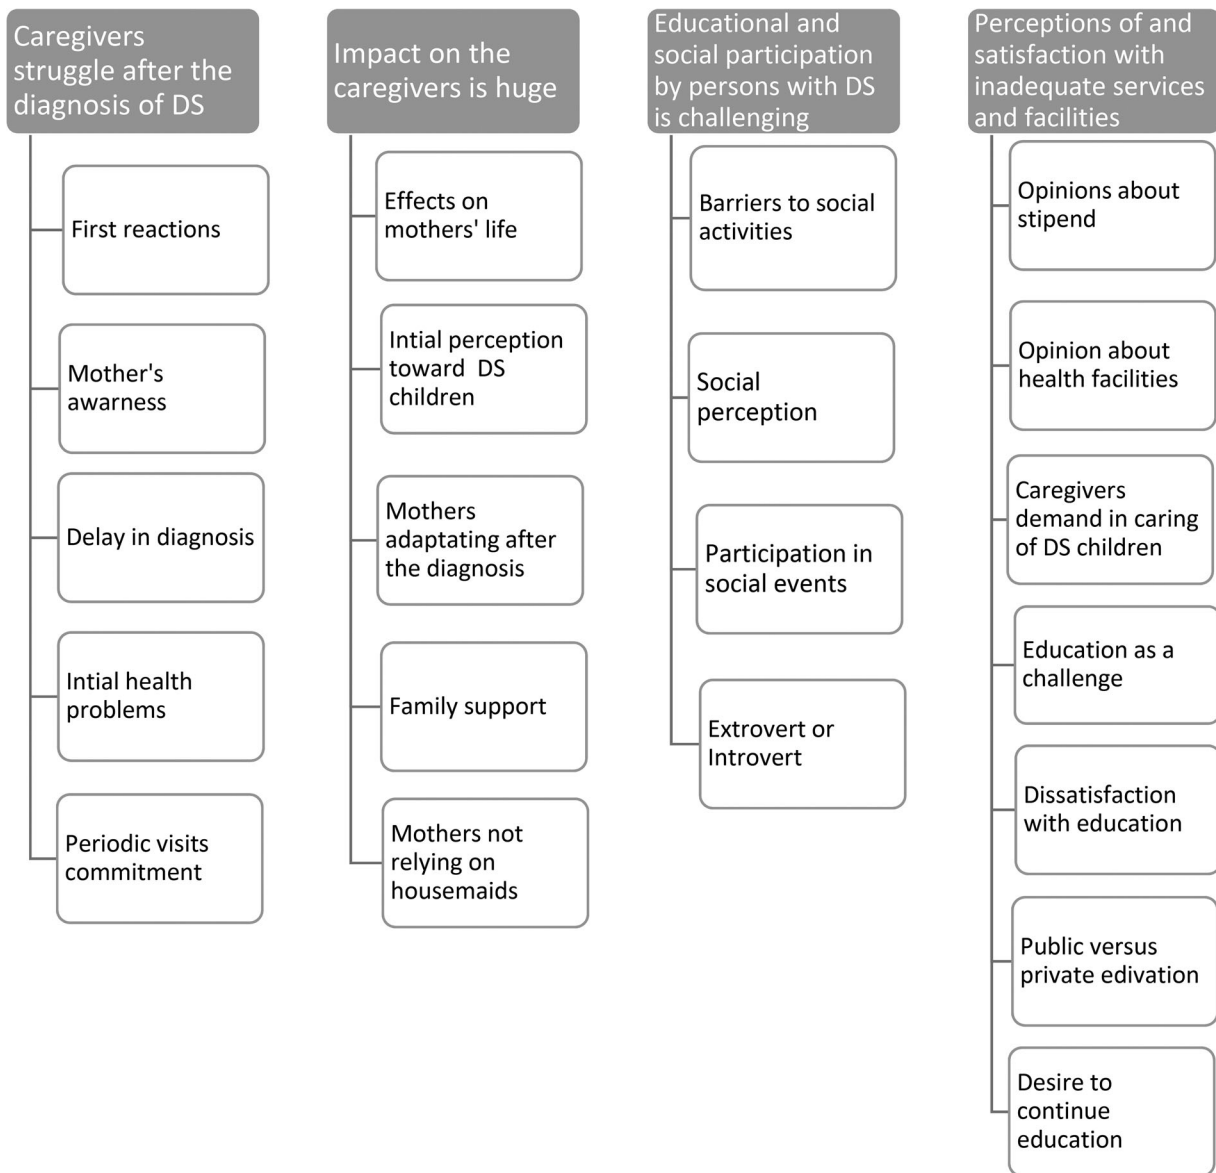 Caregivers
struggle after the
diagnosis of DS
First reactions
Mother's
awarness
Delay in diagnosis
Intial health
problems
Periodic visits
commitment
Impact on the
caregivers is huge
Effects on
mothers' life
Intial perception
toward DS
children
Mothers
adaptating after
the diagnosis
Family support
Mothers not
relying on
housemaids
Educational and
social participation
by persons with DS
is challenging
Barriers to social
activities
Social
perception
Participation in
social events
Extrovert or
Introvert
Perceptions of and
satisfaction with
inadequate services
and facilities
Opinions about
stipend
Opinion about
health facilities
Caregivers
demand in caring
of DS children
Education as a
challenge
Dissatisfaction
with education
Public versus
private edivation
Desire to
continue
education